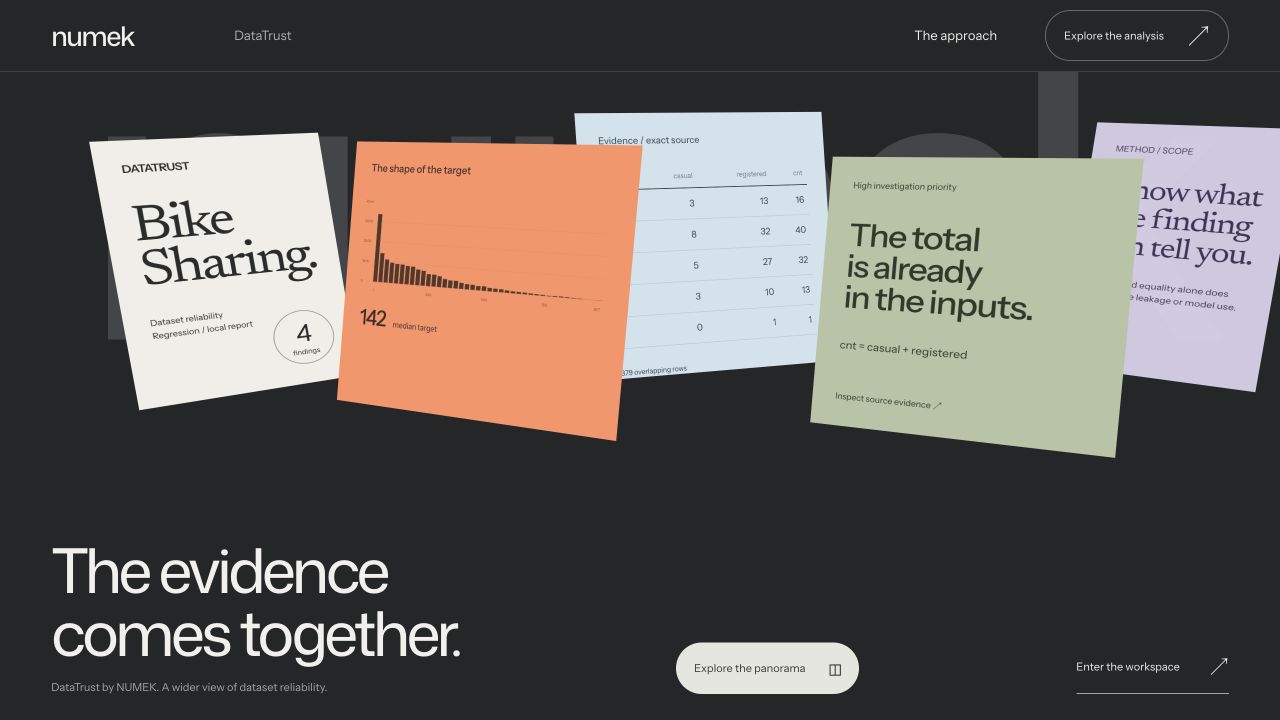 numek
DataTrust
The approach
Explore the analysis
DATATRUST
Bike
Sharing.
Dataset reliability
Regression / local report
4
findings
The shape of the target
142 median target
Evidence / exact source
casual registered cnt
3 13 16
8 32 40
5 27 32
3 10 13
0 1 1
379 overlapping rows
High investigation priority
The total
is already
in the inputs.
cnt = casual + registered
Inspect source evidence
METHOD / SCOPE
now what
finding
tell you.
equality alone does
leakage or model use.
The evidence
comes together.
DataTrust by NUMEK. A wider view of dataset reliability.
Explore the panorama
Enter the workspace